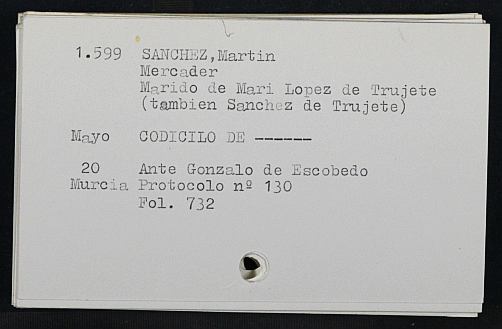 1.599 SANCHEZ,Martin
Mercader
Marido de Mari Lopez de Trujete
(tambien Sanchez de Trujete)
Mayo CODICILO DE ------
20 Ante Gonzalo de Escobedo
Murcia Protocolo nº 130
Fol. 732